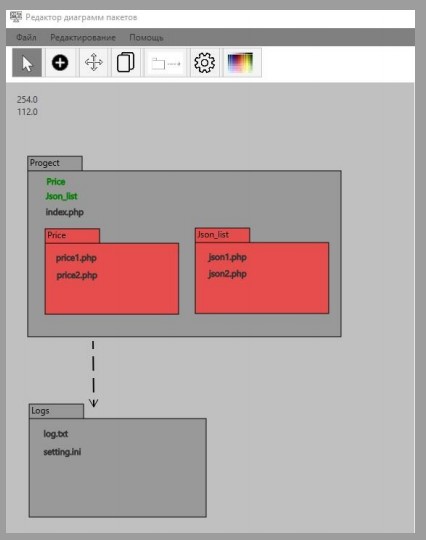 Редактор диаграмм пакетов
Файл Редактирование Помощь
254.0
112.0
Progect
Price
Json_list
index.php
Price
price1.php
price2.php
Json_list
json1.php
json2.php
Logs
log.txt
setting.ini